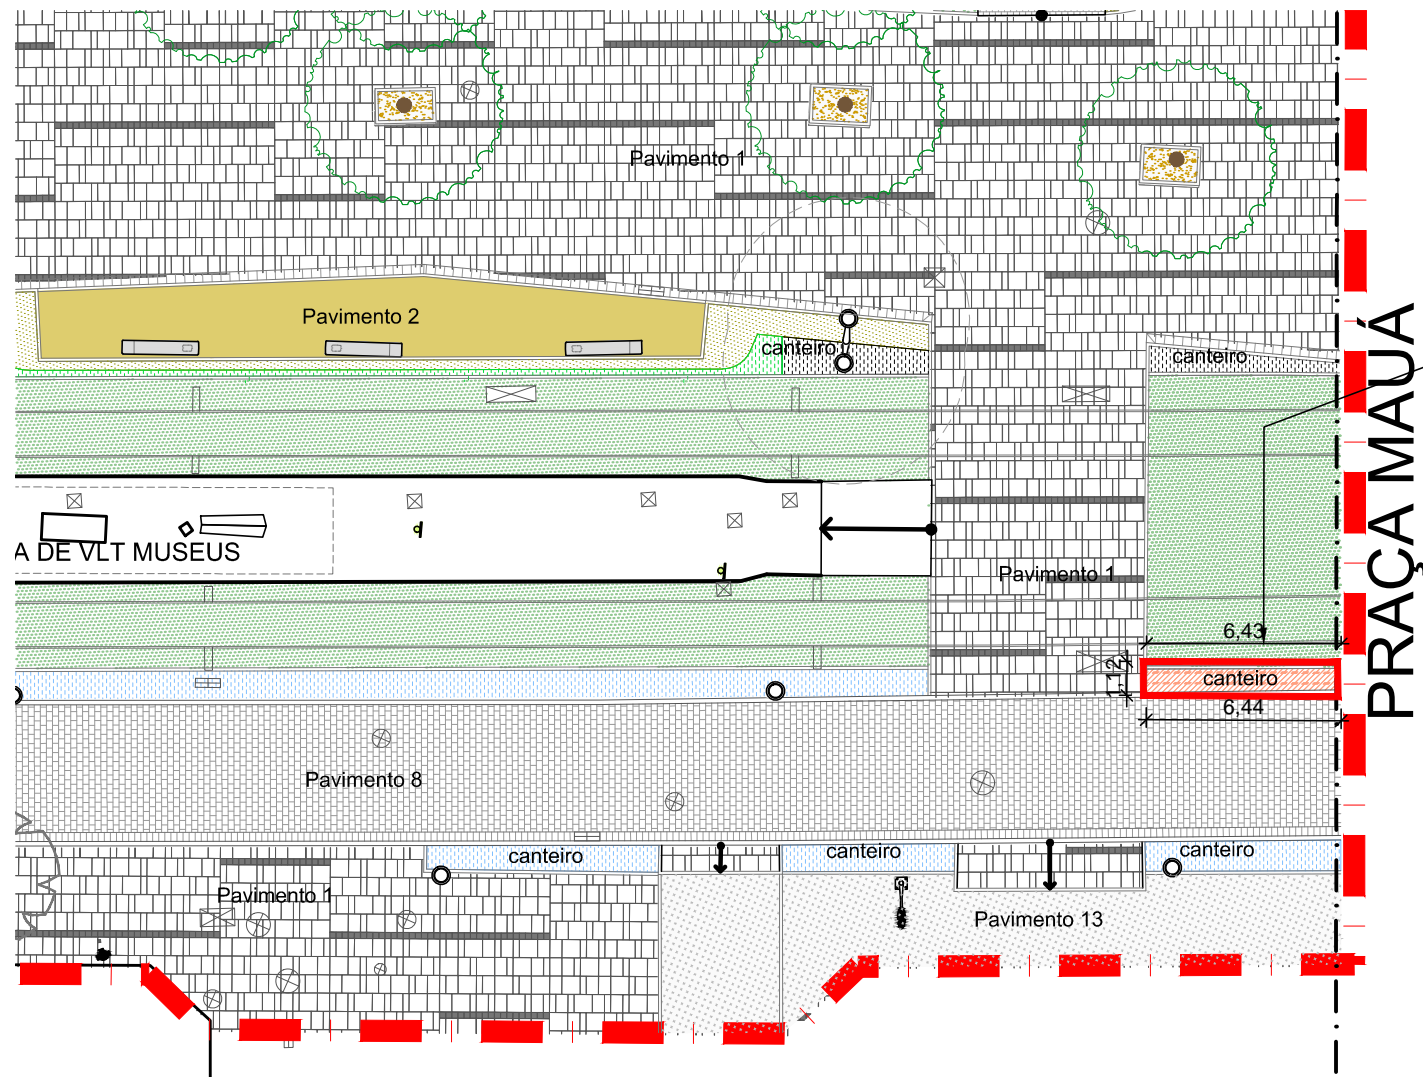 Pavimento 1
Pavimento 2
canteiro
canteiro
PRAÇA MAUÁ
A DE VLT MUSEUS
Pavimento 1
6,43
1,12
canteiro
6,44
Pavimento 8
canteiro
canteiro
canteiro
Pavimento 1
Pavimento 13